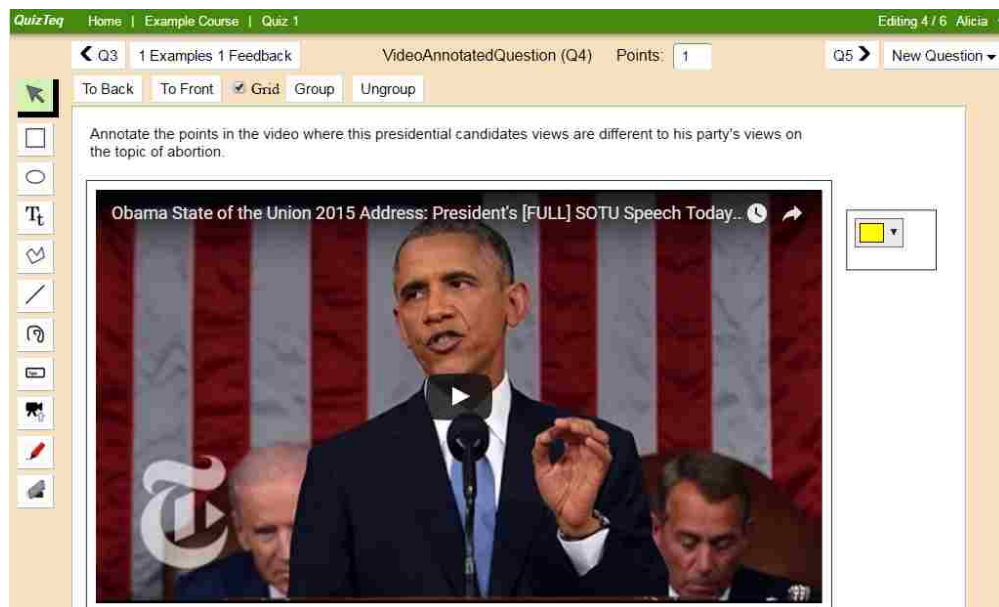 QuizTeq Home | Example Course | Quiz 1 Editing 4 / 6 Alicia
Q3 1 Examples 1 Feedback VideoAnnotatedQuestion (Q4) Points: 1 Q5 New Question
To Back To Front Grid Group Ungroup
Annotate the points in the video where this presidential candidates views are different to his party's views on
the topic of abortion.
Obama State of the Union 2015 Address: President's [FULL] SOTU Speech Today..
Tt
T